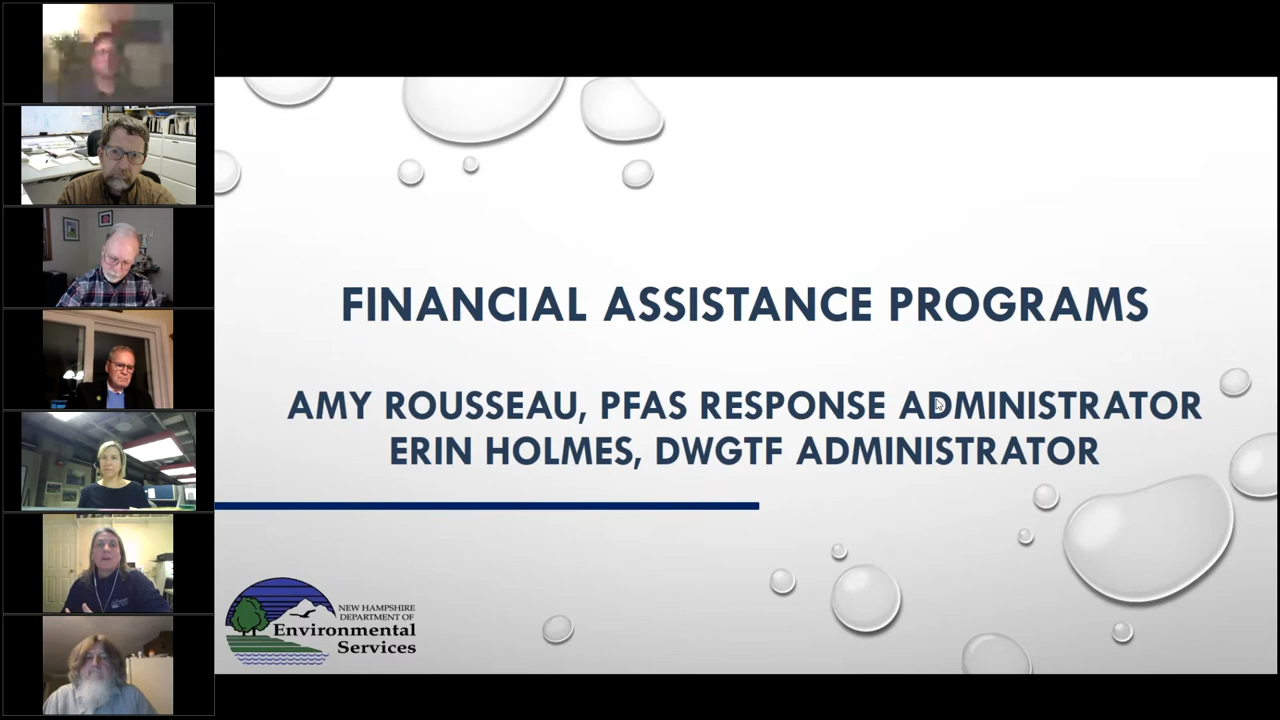 FINANCIAL ASSISTANCE PROGRAMS
AMY ROUSSEAU, PFAS RESPONSE ADMINISTRATOR
ERIN HOLMES, DWGTF ADMINISTRATOR
NEW HAMPSHIRE
DEPARTMENT OF
Environmental
Services